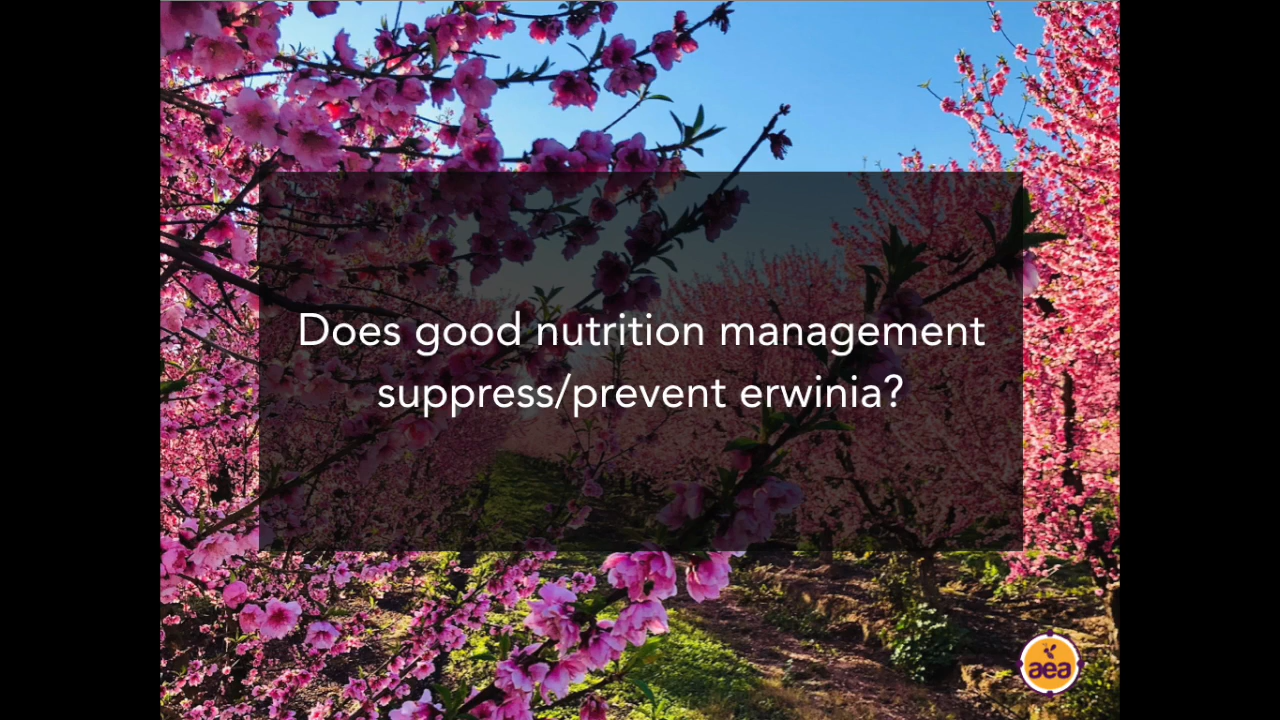 Does good nutrition management
suppress/prevent erwinia?
aea